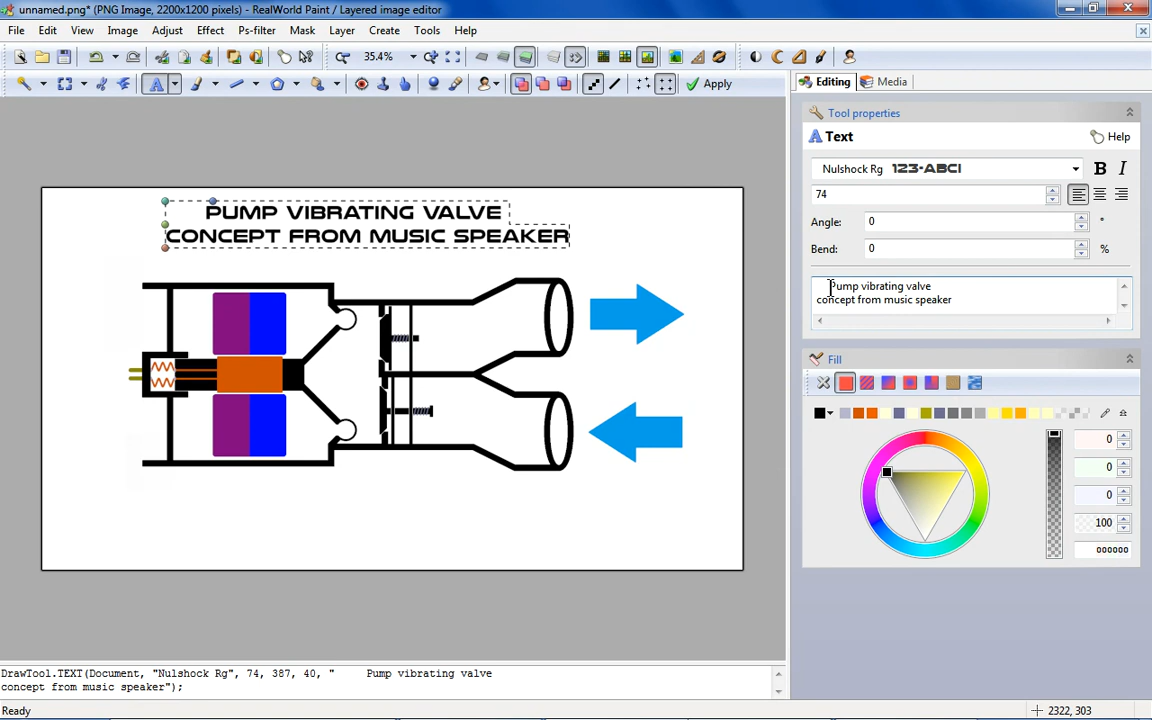 unnamed.png* (PNG Image, 2200x1200 pixels) - RealWorld Paint / Layered image editor
File Edit View Image Adjust Effect Ps-filter Mask Layer Create Tools Help
35.4%
Apply
Editing Media
Tool properties
A Text Help
Nulshock Rg 123-ABCI B I
74
Angle: 0 °
Bend: 0 %
Pump vibrating valve
concept from music speaker
Fill
0
0
0
100
000000
PUMP VIBRATING VALVE
CONCEPT FROM MUSIC SPEAKER
DrawTool.TEXT(Document, "Nulshock Rg", 74, 387, 40, " Pump vibrating valve
concept from music speaker");
Ready 2322, 303